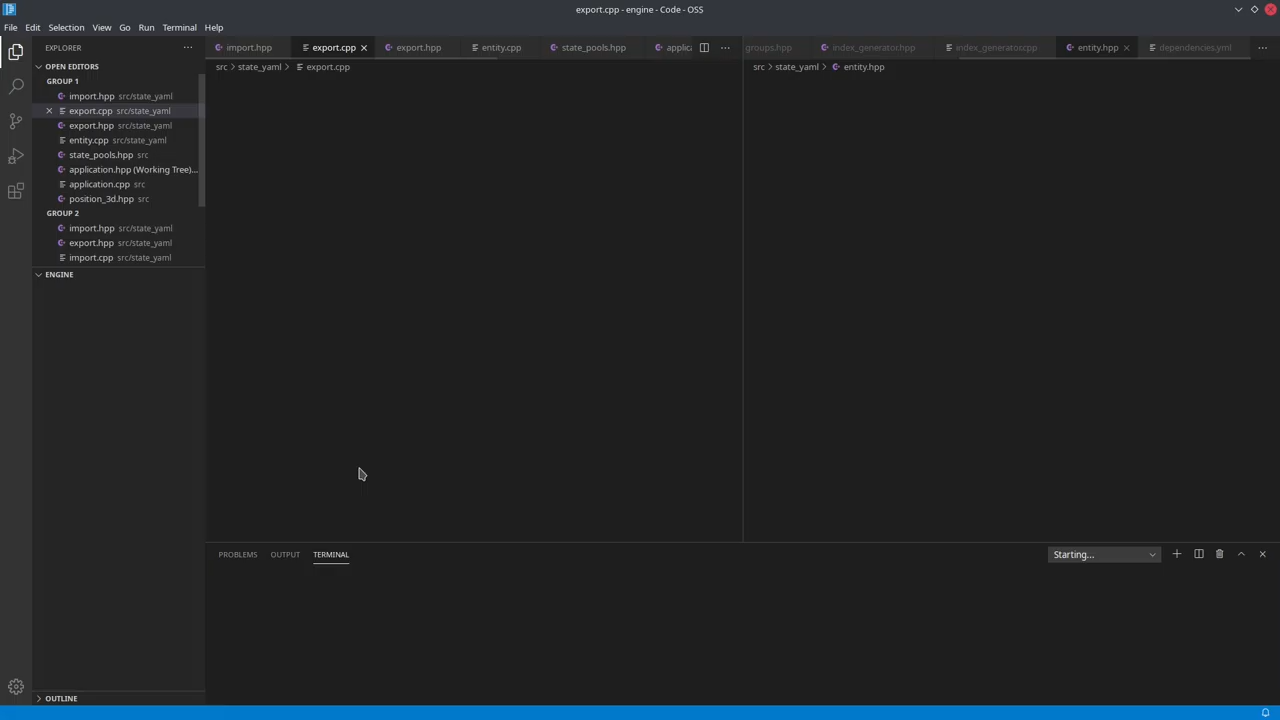 export.cpp - engine - Code - OSS
File Edit Selection View Go Run Terminal Help
EXPLORER
import.hpp
export.cpp
export.hpp
entity.cpp
state_pools.hpp
applica
groups.hpp
index_generator.hpp
index_generator.cpp
entity.hpp
dependencies.yml
OPEN EDITORS
src state_yaml export.cpp
src state_yaml entity.hpp
GROUP 1
import.hpp src/state_yaml
export.cpp src/state_yaml
export.hpp src/state_yaml
entity.cpp src/state_yaml
state_pools.hpp src
application.hpp (Working Tree)...
application.cpp src
position_3d.hpp src
GROUP 2
import.hpp src/state_yaml
export.hpp src/state_yaml
import.cpp src/state_yaml
ENGINE
PROBLEMS OUTPUT TERMINAL
Starting...
OUTLINE